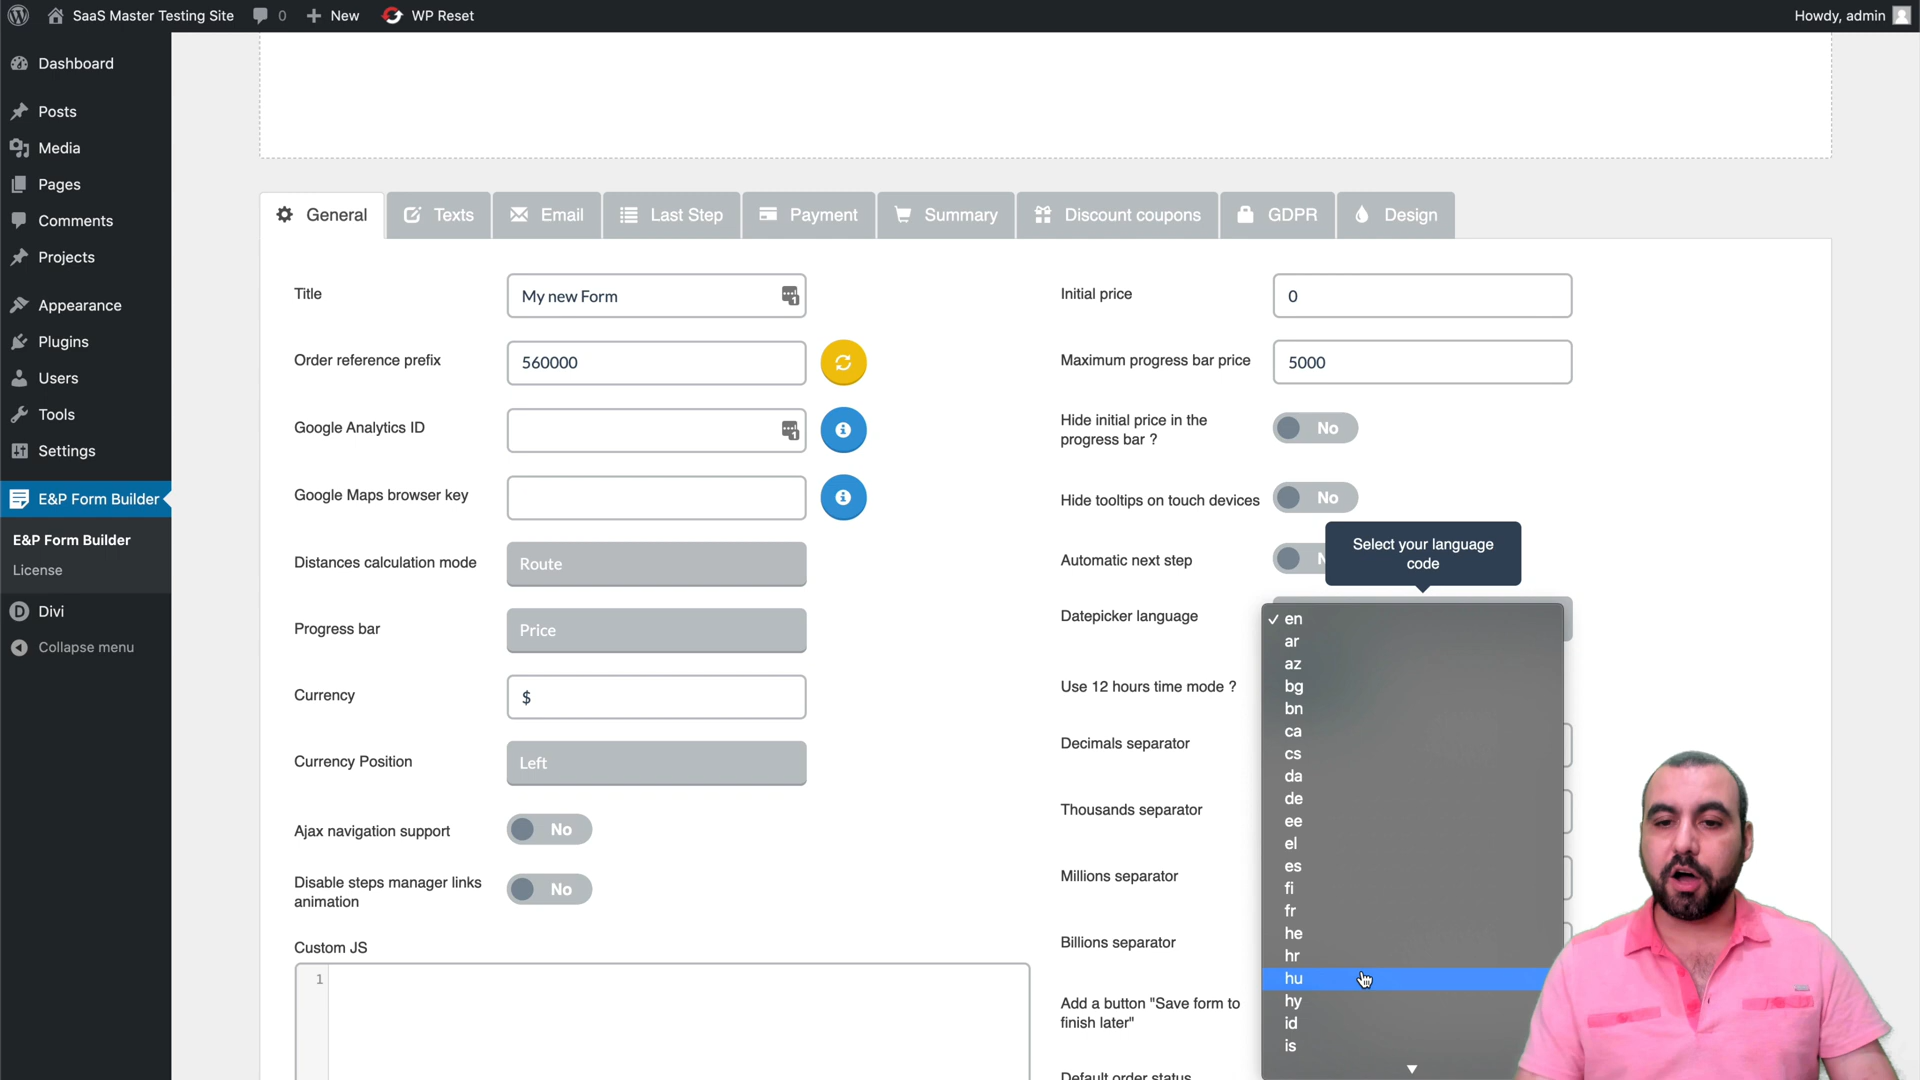 SaaS Master Testing Site
0
New
WP Reset
Howdy, admin
Dashboard
Posts
Media
Pages
Comments
Projects
Appearance
Plugins
Users
Tools
Settings
E&P Form Builder
E&P Form Builder
License
Divi
Collapse menu
General
Texts
Email
Last Step
Payment
Summary
Discount coupons
GDPR
Design
Title
My new Form
Order reference prefix
560000
Google Analytics ID
Google Maps browser key
Distances calculation mode
Route
Progress bar
Price
Currency
$
Currency Position
Left
Ajax navigation support
No
Disable steps manager links
animation
No
Custom JS
1
Initial price
0
Maximum progress bar price
5000
Hide initial price in the
progress bar ?
No
Hide tooltips on touch devices
No
Automatic next step
Select your language
code
Datepicker language
Use 12 hours time mode ?
Decimals separator
Thousands separator
Millions separator
Billions separator
Add a button "Save form to
finish later"
Default order status
✓ en
ar
az
bg
bn
ca
cs
da
de
ee
el
es
fi
fr
he
hr
hu
hy
id
is